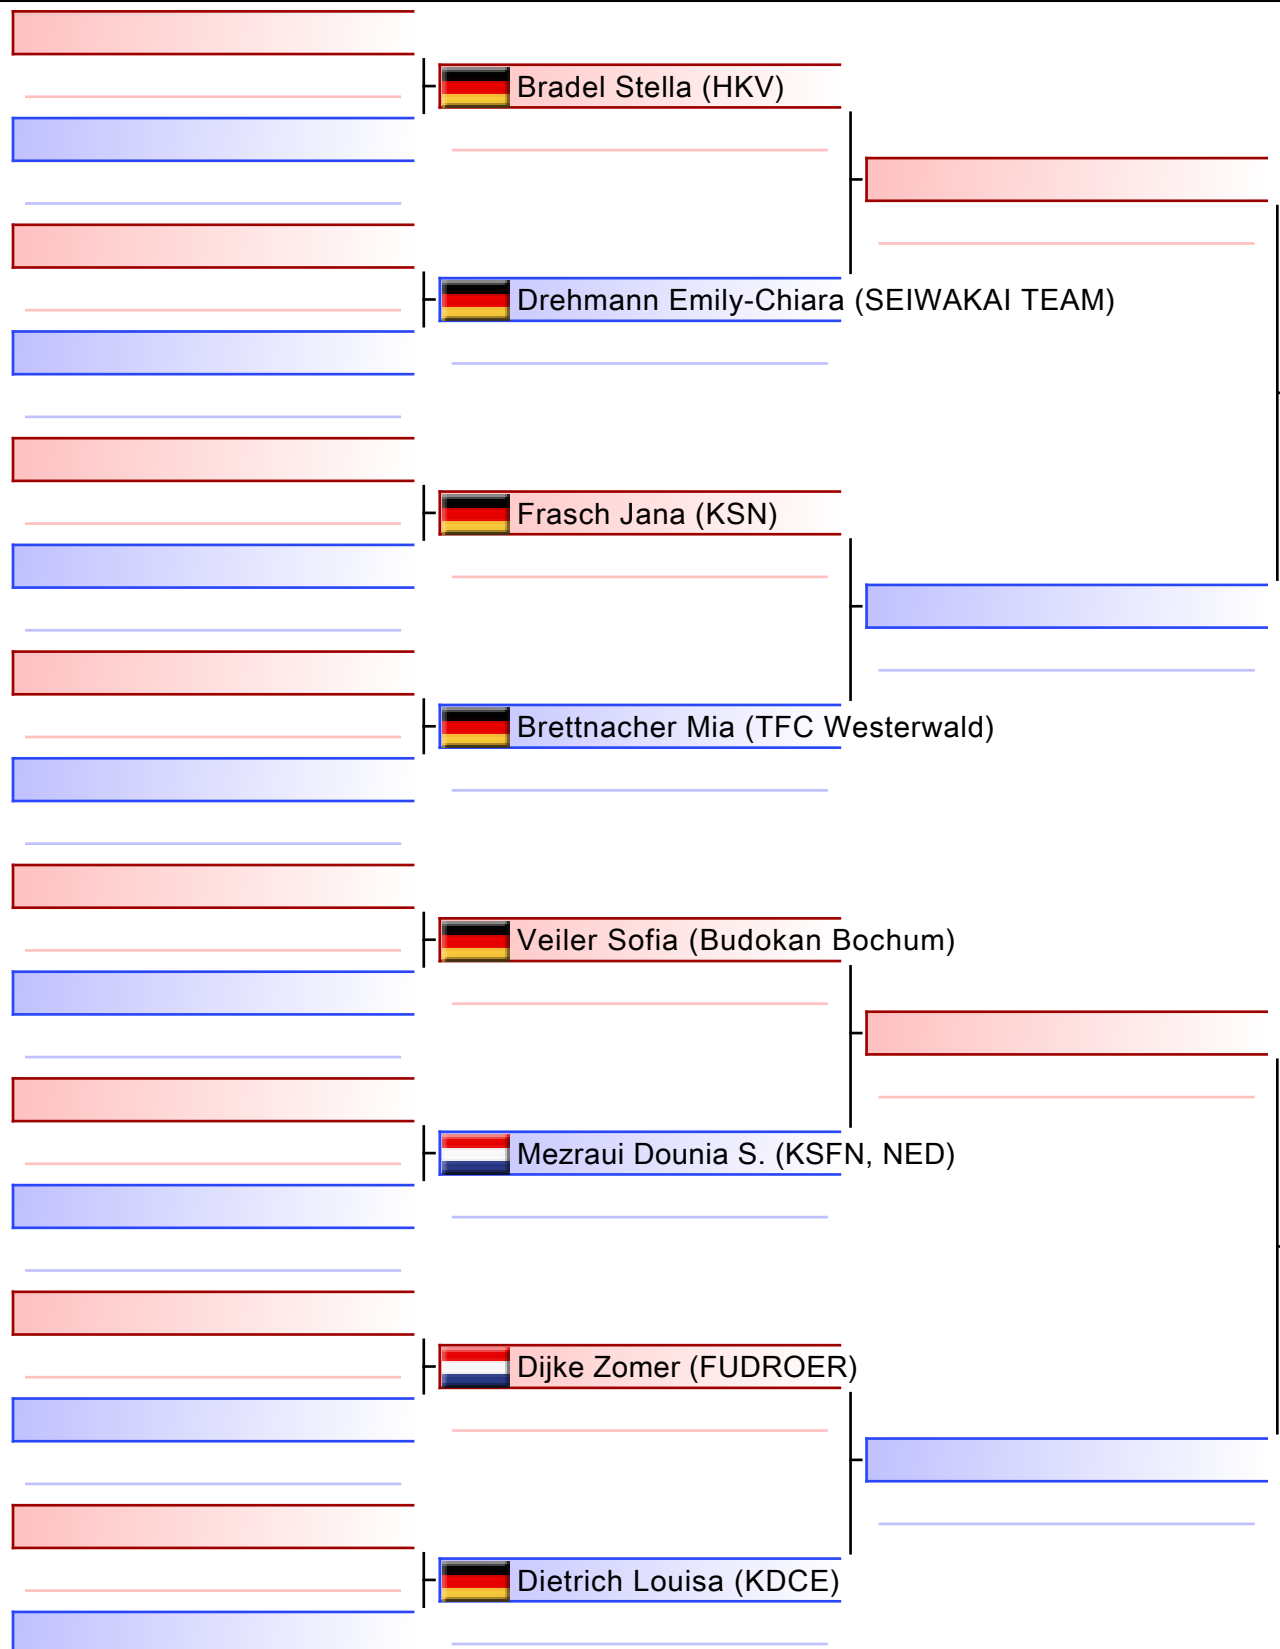 Bradel Stella (HKV)
Drehmann Emily-Chiara (SEIWAKAI TEAM)
Frasch Jana (KSN)
Brettnacher Mia (TFC Westerwald)
Veiler Sofia (Budokan Bochum)
Mezraui Dounia S. (KSFN, NED)
Dijke Zomer (FUDROER)
Dietrich Louisa (KDCE)